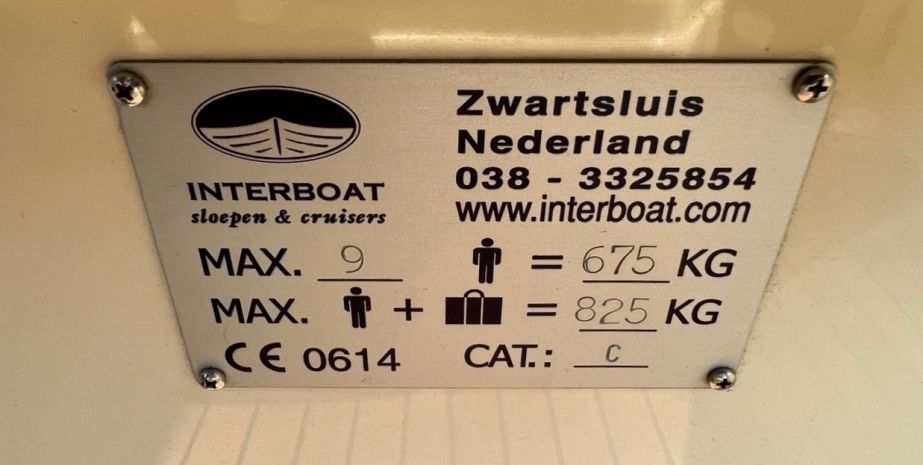 INTERBOAT
sloepen & cruisers
Zwartsluis
Nederland
038 - 3325854
www.interboat.com
MAX. 9 = 675 KG
MAX. + = 825 KG
CE 0614 CAT.: C